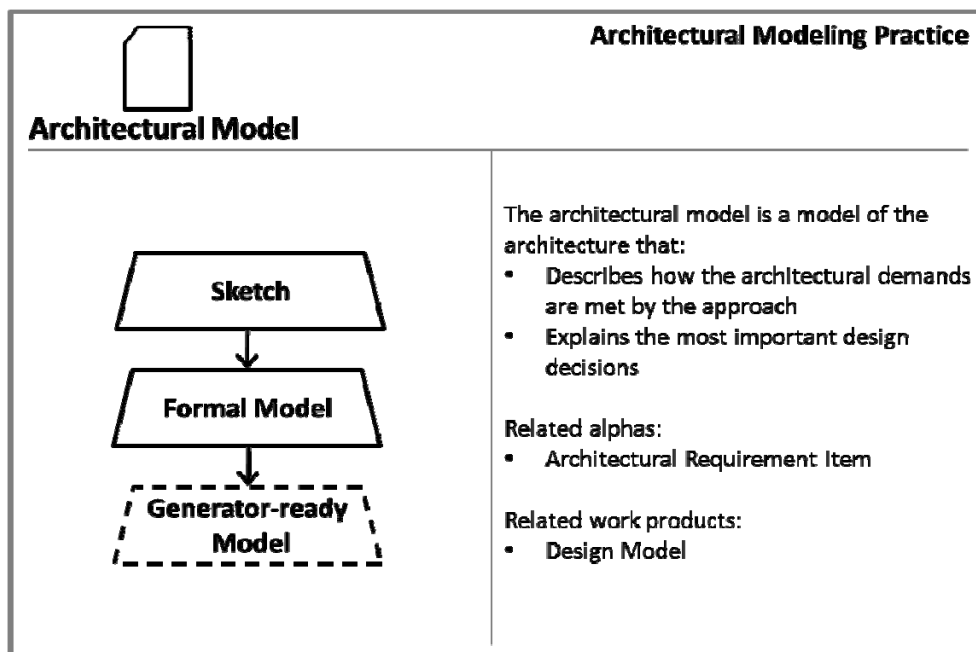 Architectural Modeling Practice
Architectural Model
Sketch
Formal Model
Generator-ready
Model
The architectural model is a model of the
architecture that:
• Describes how the architectural demands
are met by the approach
• Explains the most important design
decisions
Related alphas:
• Architectural Requirement Item
Related work products:
• Design Model